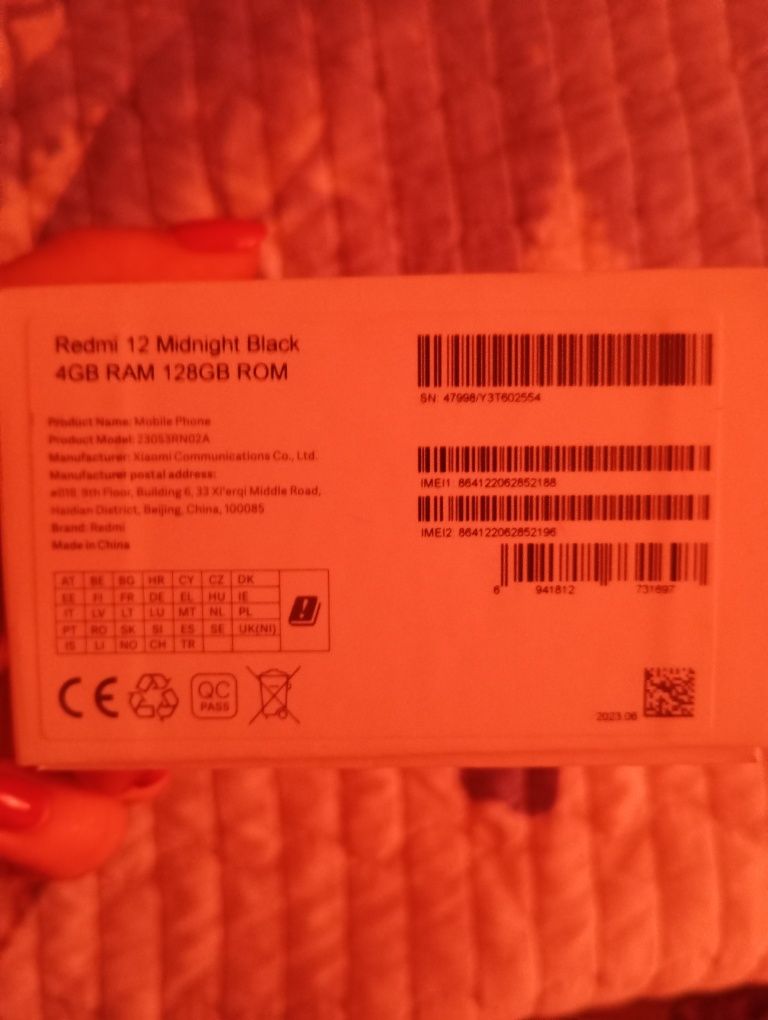 Redmi 12 Midnight Black
4GB RAM 128GB ROM
Product Name: Mobile Phone
Product Model: 23053RN02A
Manufacturer: Xiaomi Communications Co., Ltd.
Manufacturer postal address:
#019, 9th Floor, Building 6, 33 Xi'erqi Middle Road,
Haidian District, Beijing, China, 100085
Brand: Redmi
Made in China
AT BE BG HR CY CZ DK
EE FI FR DE EL HU IE
IT LV LT LU MT NL PL
PT RO SK SI ES SE UK(NI)
IS LI NO CH TR
CE
QC
PASS
SN: 47998/Y3T602554
IMEI1: 864122062852188
IMEI2: 864122062852196
6 941812 731697
2023.06